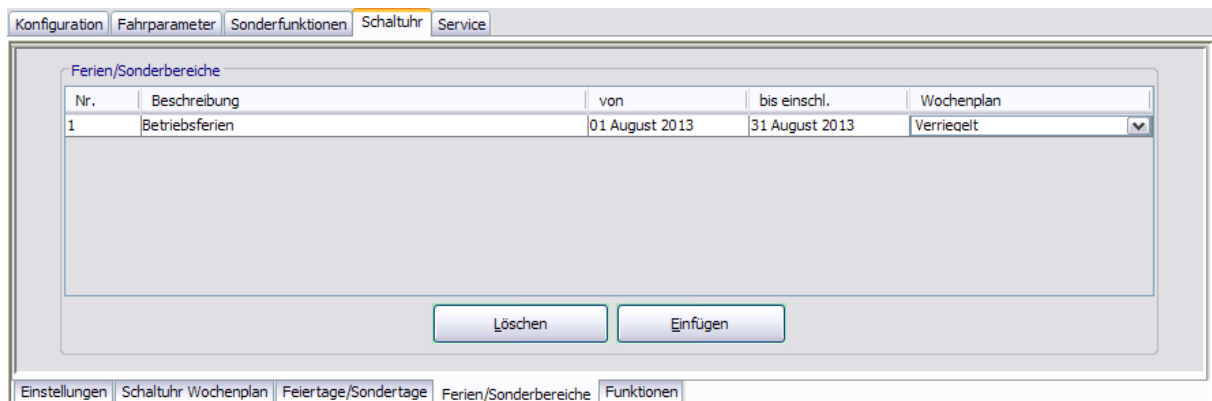 Konfiguration Fahrparameter Sonderfunktionen Schaltuhr Service
Ferien/Sonderbereiche
Nr. Beschreibung von bis einschl. Wochenplan
1 Betriebsferien 01 August 2013 31 August 2013 Verriegelt
Löschen Einfügen
Einstellungen Schaltuhr Wochenplan Feiertage/Sondertage Ferien/Sonderbereiche Funktionen